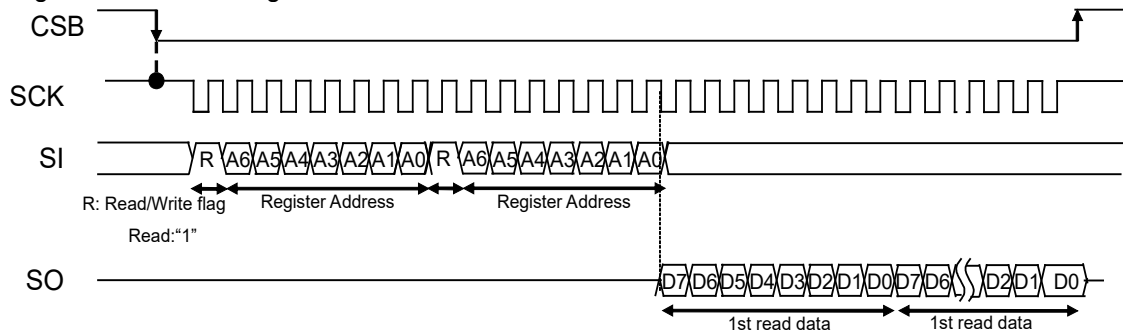 CSB
SCK
SI
R A6 A5 A4 A3 A2 A1 A0 R A6 A5 A4 A3 A2 A1 A0
R: Read/Write flag
Register Address
Register Address
Read:“1”
SO
D7 D6 D5 D4 D3 D2 D1 D0 D7 D6 D2 D1 D0
1st read data
1st read data